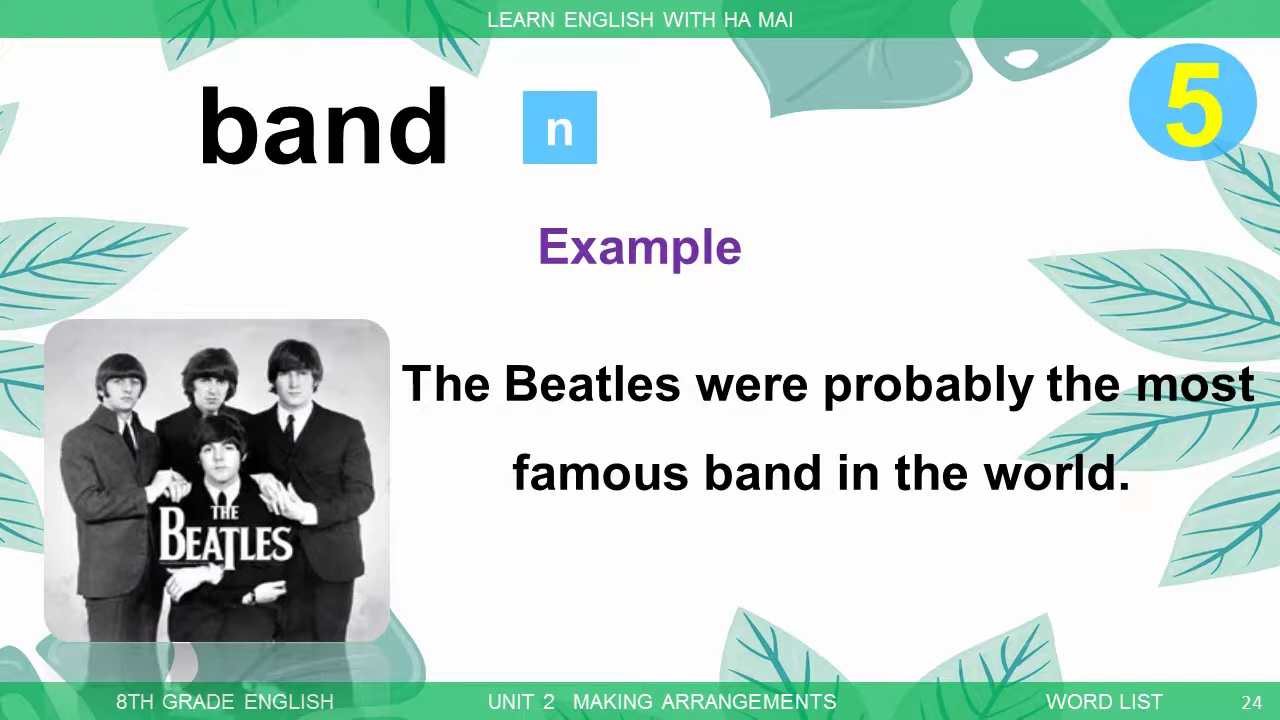 LEARN ENGLISH WITH HA MAI
band n
5
Example
The Beatles were probably the most
famous band in the world.
THE
BEATLES
8TH GRADE ENGLISH UNIT 2 MAKING ARRANGEMENTS WORD LIST 24